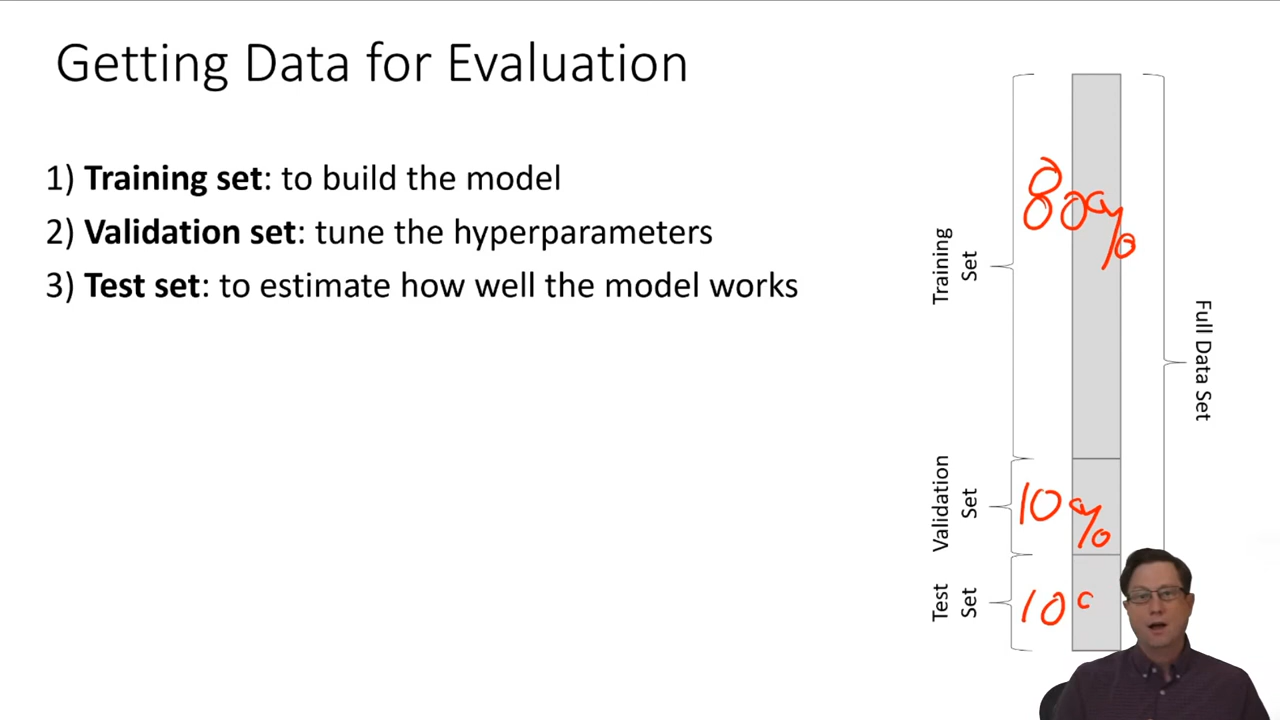 Getting Data for Evaluation
1) Training set: to build the model
2) Validation set: tune the hyperparameters
3) Test set: to estimate how well the model works
Training
Set
80%
Validation
Set
10%
Test
Set
10
Full Data Set